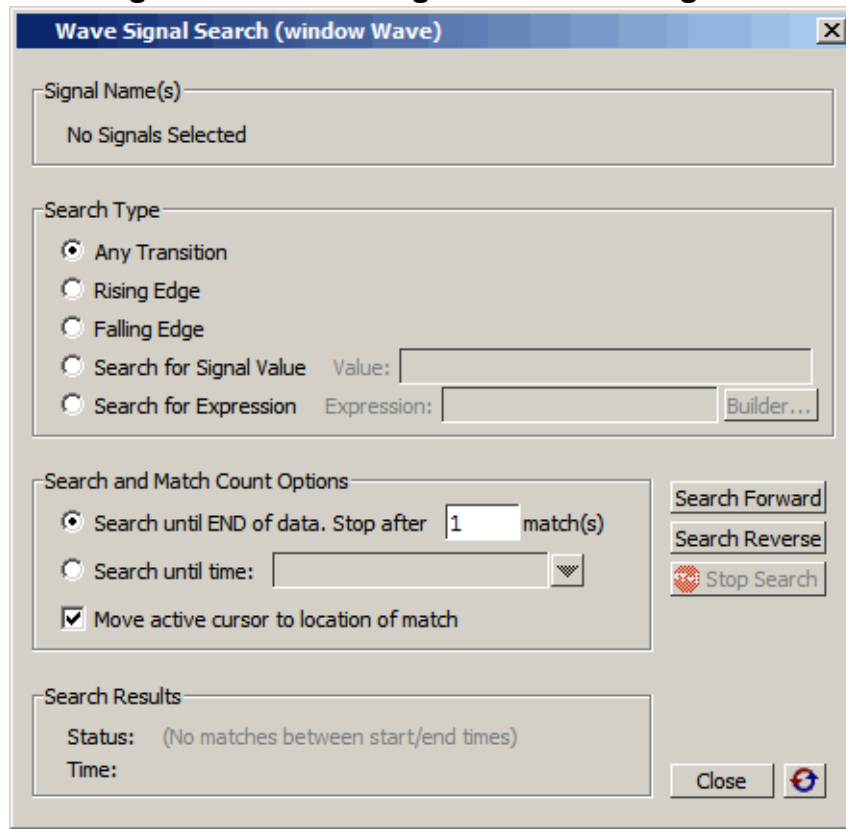 Wave Signal Search (window Wave)
Signal Name(s)
No Signals Selected
Search Type
Any Transition
Rising Edge
Falling Edge
Search for Signal Value Value:
Search for Expression Expression: Builder...
Search and Match Count Options
Search until END of data. Stop after 1 match(s)
Search until time:
Move active cursor to location of match
Search Forward
Search Reverse
Stop Search
Search Results
Status: (No matches between start/end times)
Time:
Close